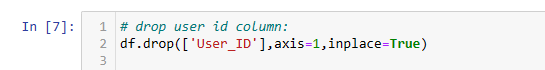 In [7]:
1 # drop user id column:
2 df.drop(['User_ID'],axis=1,inplace=True)
3